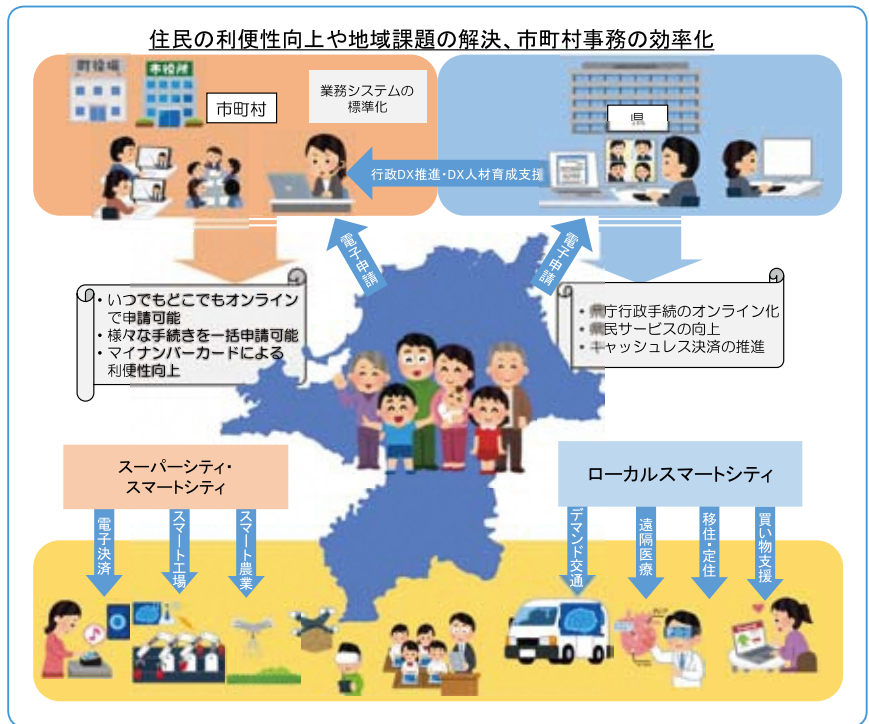 住民の利便性向上や地域課題の解決、市町村事務の効率化
町役場
市役所
市町村
業務システムの
標準化
県
行政DX推進・DX人材育成支援
電子申請
電子申請
・いつでもどこでもオンライン
で申請可能
・様々な手続きを一括申請可能
・マイナンバーカードによる
利便性向上
・県庁行政手続のオンライン化
・県民サービスの向上
・キャッシュレス決済の推進
スーパーシティ・
スマートシティ
ローカルスマートシティ
電子決済
スマート工場
スマート農業
デマンド交通
遠隔医療
移住・定住
買い物支援